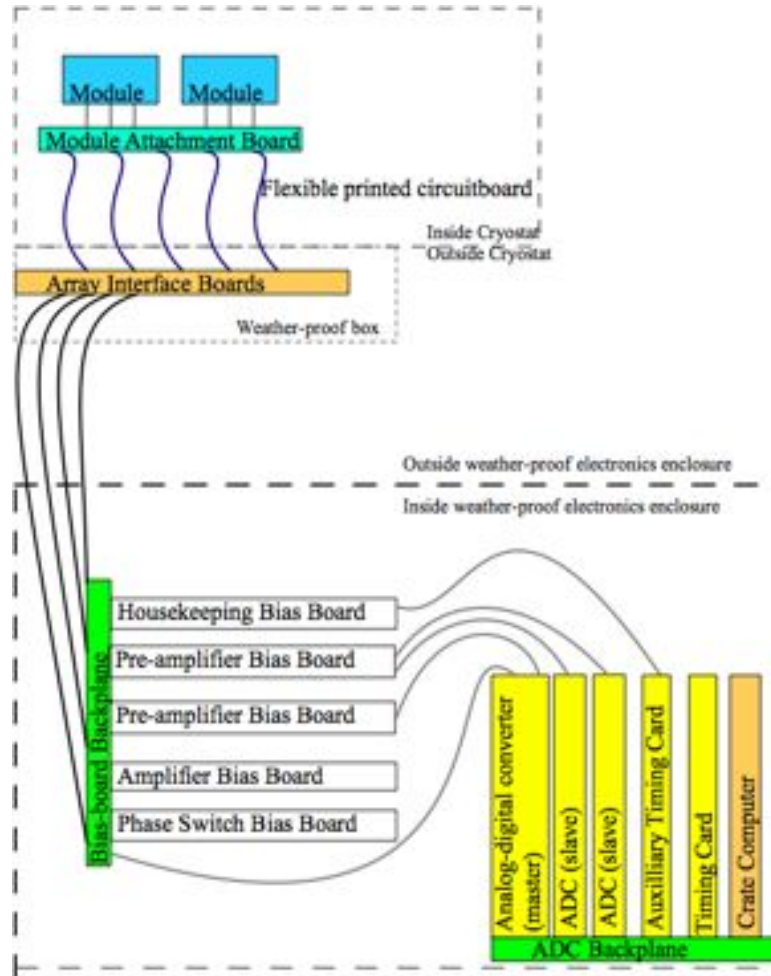 Module
Module
Module Attachment Board
Flexible printed circuitboard
Inside Cryostat
Outside Cryostat
Array Interface Boards
Weather-proof box
Outside weather-proof electronics enclosure
Inside weather-proof electronics enclosure
Bias-board Backplane
Housekeeping Bias Board
Pre-amplifier Bias Board
Pre-amplifier Bias Board
Amplifier Bias Board
Phase Switch Bias Board
Analog-digital converter
(master)
ADC (slave)
ADC (slave)
Auxilliary Timing Card
Timing Card
Crate Computer
ADC Backplane